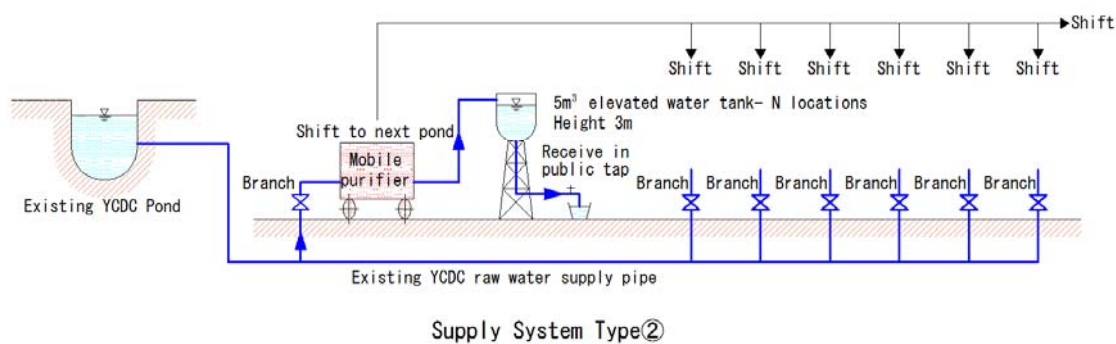 Shift
Shift Shift Shift Shift Shift Shift
5m³ elevated water tank– N locations
Height 3m
Shift to next pond
Receive in
public tap
Mobile
purifier
Branch
Branch Branch Branch Branch Branch Branch
Existing YCDC Pond
Existing YCDC raw water supply pipe
Supply System Type②